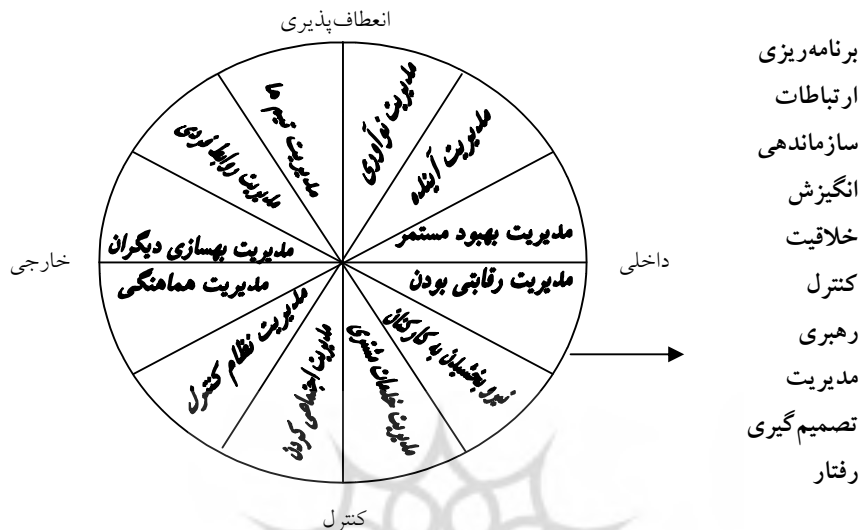 انعطاف‌پذیری
مدیریت نوآوری
مدیریت آینده
مدیریت بهبود مستمر
مدیریت رقابتی بودن
نیرو بخشیدن به کارکنان
مدیریت خدمات مشتری
مدیریت اجتماعی کردن
مدیریت نظام کنترل
مدیریت هماهنگی
مدیریت بهسازی دیگران
مدیریت روابط فردی
مدیریت تیم ها
داخلی
خارجی
کنترل
برنامه‌ریزی
ارتباطات
سازماندهی
انگیزش
خلاقیت
کنترل
رهبری
مدیریت
تصمیم‌گیری
رفتار